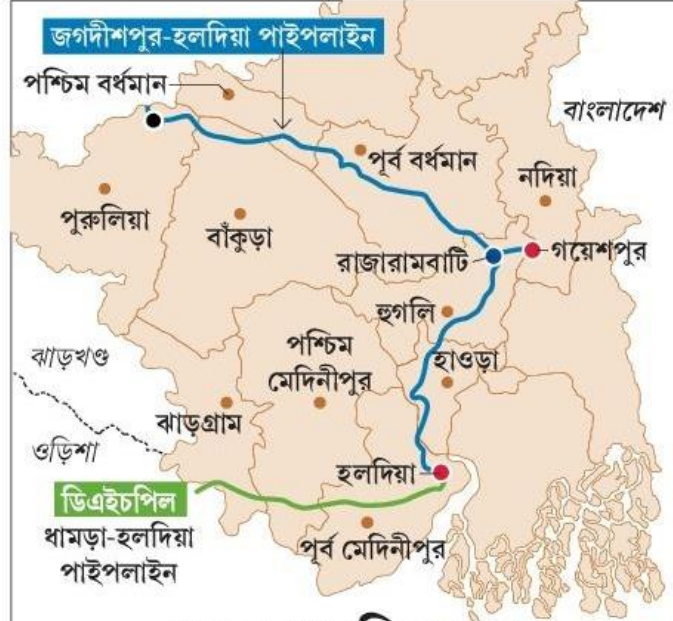 জগদীশপুর-হলদিয়া পাইপলাইন
পশ্চিম বর্ধমান
বাংলাদেশ
পূর্ব বর্ধমান
নদিয়া
পুরুলিয়া
বাঁকুড়া
রাজারামবাটি
গয়েশপুর
হুগলি
পশ্চিম
মেদিনীপুর
হাওড়া
ঝাড়খণ্ড
ঝাড়গ্রাম
ওড়িশা
হলদিয়া
ডিএইচপিল
ধামড়া-হলদিয়া
পাইপলাইন
পূর্ব মেদিনীপুর